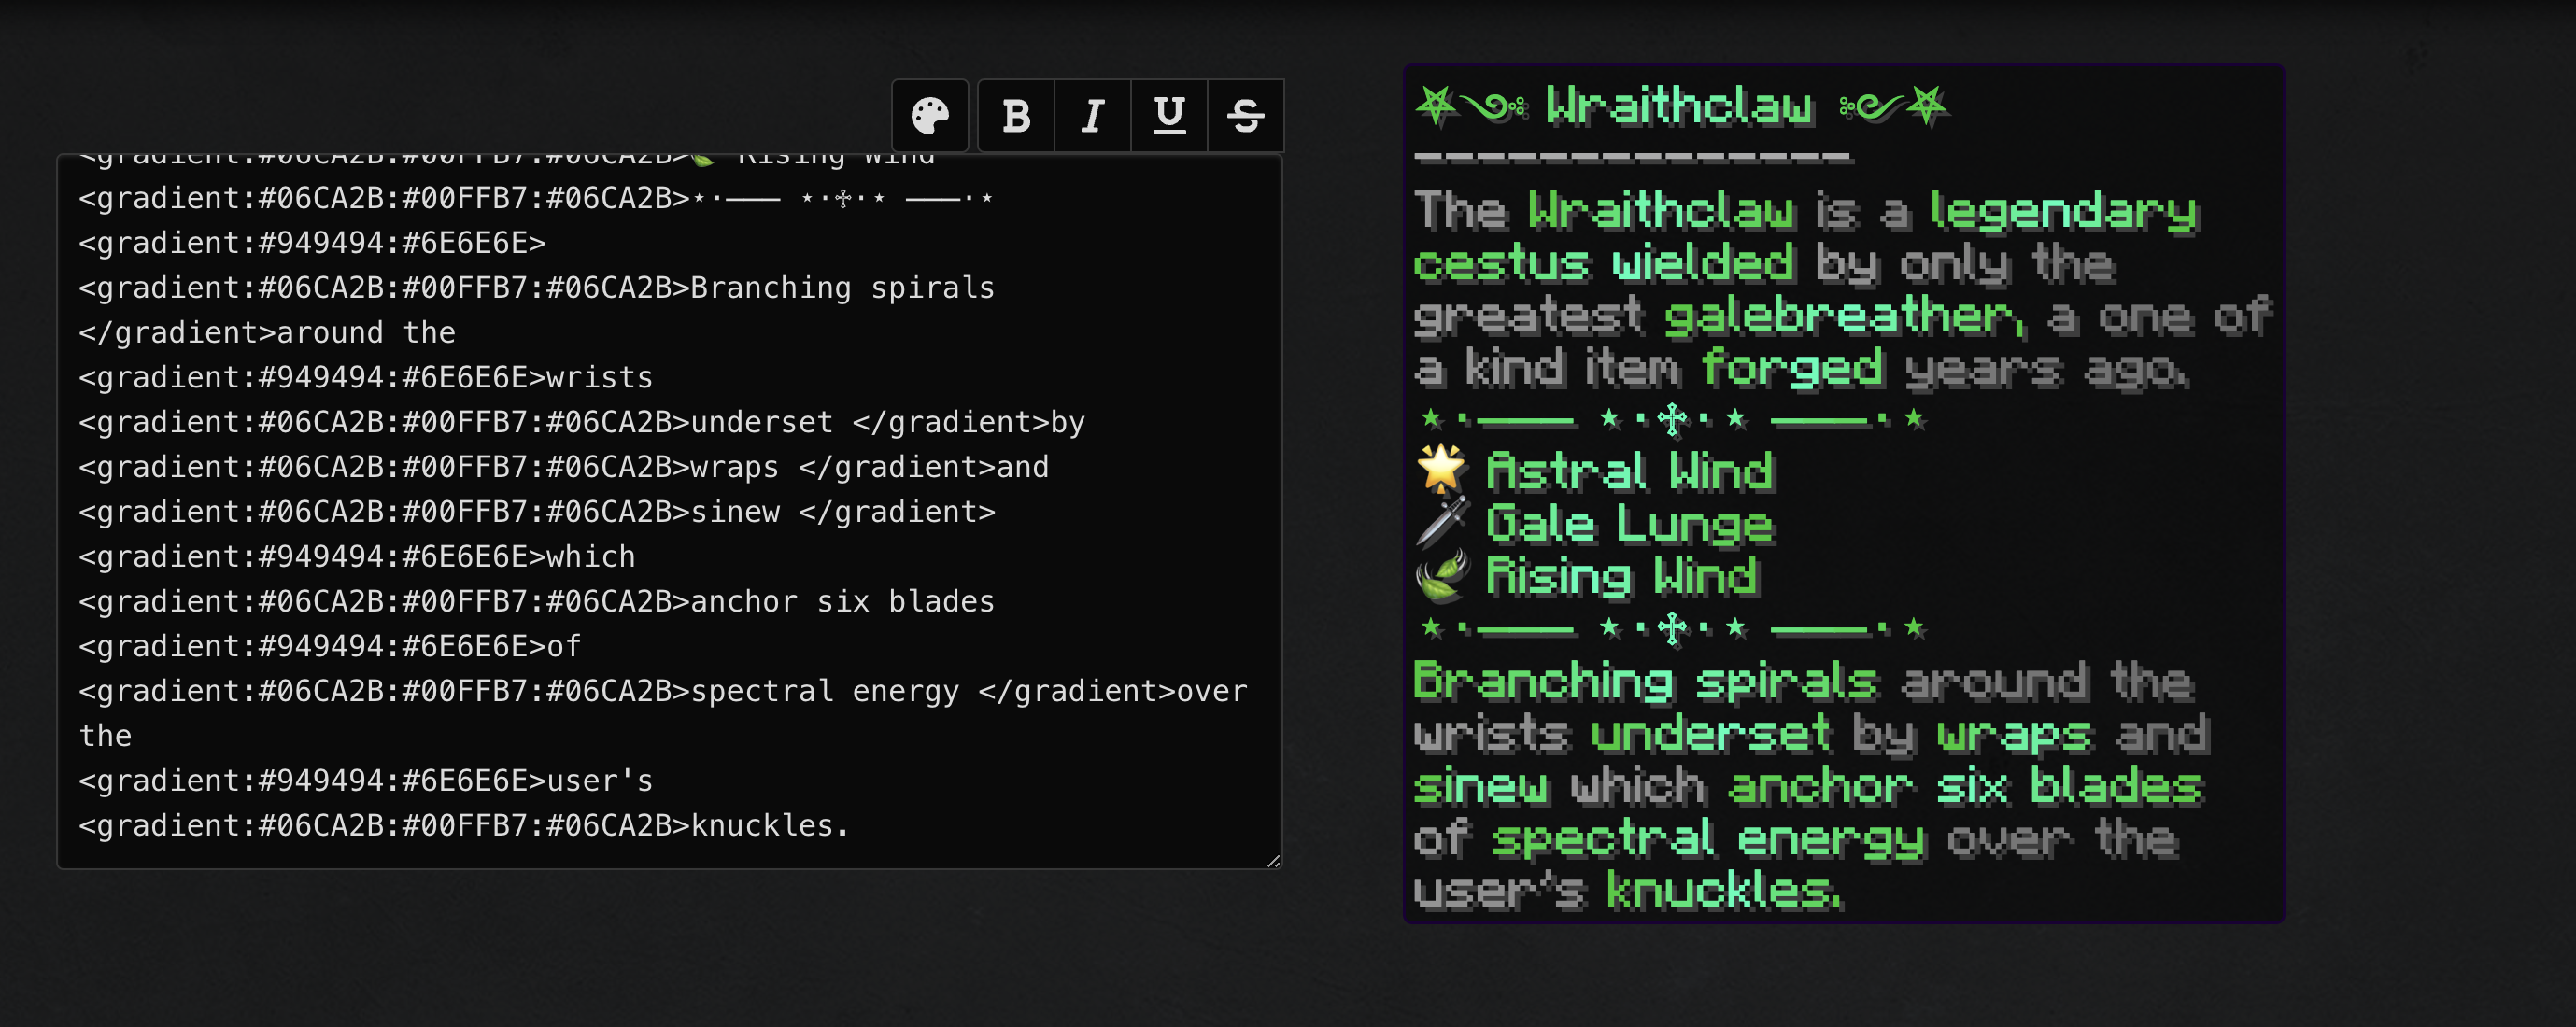 B I U S
<gradient:#06CA2B:#00FFB7:#06CA2B>🍃 Rising Wind
<gradient:#06CA2B:#00FFB7:#06CA2B>⋆·─── ⋆·✣·⋆ ───·⋆
<gradient:#949494:#6E6E6E>
<gradient:#06CA2B:#00FFB7:#06CA2B>Branching spirals
</gradient>around the
<gradient:#949494:#6E6E6E>wrists
<gradient:#06CA2B:#00FFB7:#06CA2B>underset </gradient>by
<gradient:#06CA2B:#00FFB7:#06CA2B>wraps </gradient>and
<gradient:#06CA2B:#00FFB7:#06CA2B>sinew </gradient>
<gradient:#949494:#6E6E6E>which
<gradient:#06CA2B:#00FFB7:#06CA2B>anchor six blades
<gradient:#949494:#6E6E6E>of
<gradient:#06CA2B:#00FFB7:#06CA2B>spectral energy </gradient>over
the
<gradient:#949494:#6E6E6E>user's
<gradient:#06CA2B:#00FFB7:#06CA2B>knuckles.
⛧༺ Wraithclaw ༻⛧
──────────────
The Wraithclaw is a legendary
cestus wielded by only the
greatest galebreather, a one of
a kind item forged years ago.
⋆·─── ⋆·✣·⋆ ───·⋆
🌟 Astral Wind
🗡 Gale Lunge
🍃 Rising Wind
⋆·─── ⋆·✣·⋆ ───·⋆
Branching spirals around the
wrists underset by wraps and
sinew which anchor six blades
of spectral energy over the
user's knuckles.